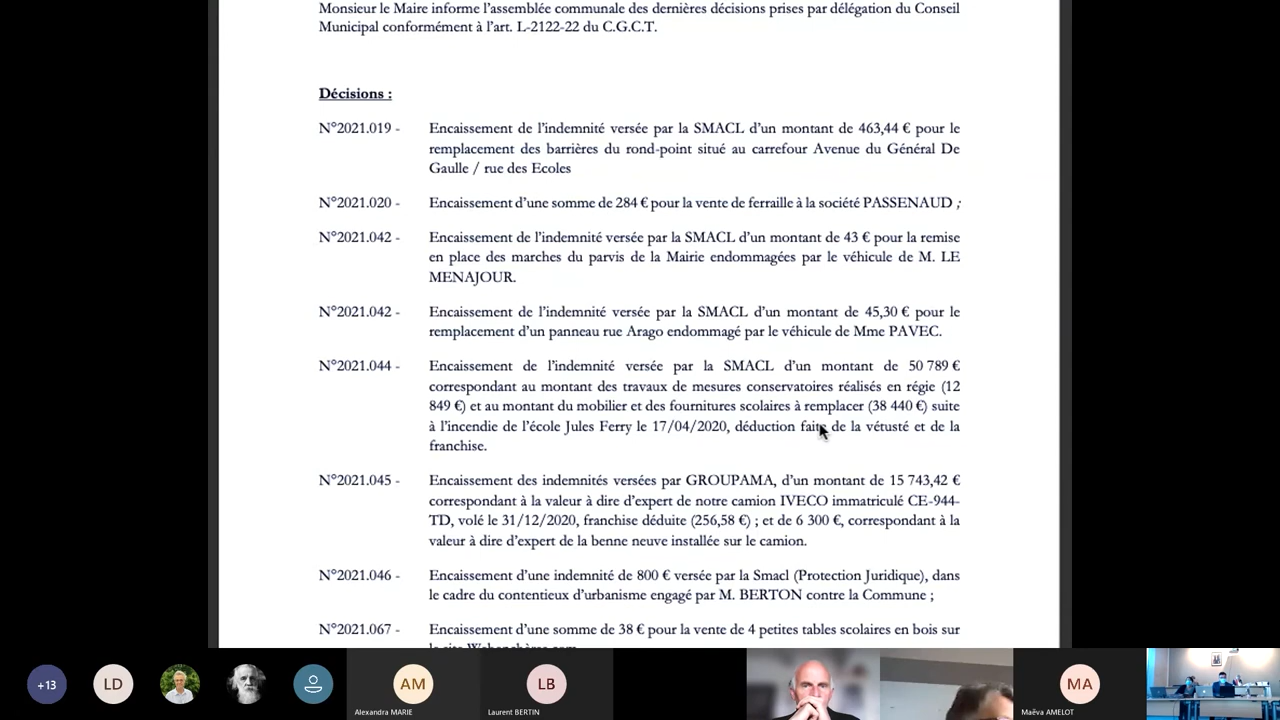 Monsieur le Maire informe l'assemblée communale des dernières décisions prises par délégation du Conseil
Municipal conformément à l'art. L-2122-22 du C.G.C.T.
Décisions :
N°2021.019 - Encaissement de l'indemnité versée par la SMACL d'un montant de 463,44 € pour le
remplacement des barrières du rond-point situé au carrefour Avenue du Général De
Gaulle / rue des Ecoles
N°2021.020 - Encaissement d'une somme de 284 € pour la vente de ferraille à la société PASSENAUD ;
N°2021.042 - Encaissement de l'indemnité versée par la SMACL d'un montant de 43 € pour la remise
en place des marches du parvis de la Mairie endommagées par le véhicule de M. LE
MENAJOUR.
N°2021.042 - Encaissement de l'indemnité versée par la SMACL d'un montant de 45,30 € pour le
remplacement d'un panneau rue Arago endommagé par le véhicule de Mme PAVEC.
N°2021.044 - Encaissement de l'indemnité versée par la SMACL d'un montant de 50 789 €
correspondant au montant des travaux de mesures conservatoires réalisés en régie (12
849 €) et au montant du mobilier et des fournitures scolaires à remplacer (38 440 €) suite
à l'incendie de l'école Jules Ferry le 17/04/2020, déduction faite de la vétusté et de la
franchise.
N°2021.045 - Encaissement des indemnités versées par GROUPAMA, d'un montant de 15 743,42 €
correspondant à la valeur à dire d'expert de notre camion IVECO immatriculé CE-944-
TD, volé le 31/12/2020, franchise déduite (256,58 €) ; et de 6 300 €, correspondant à la
valeur à dire d'expert de la benne neuve installée sur le camion.
N°2021.046 - Encaissement d'une indemnité de 800 € versée par la Smacl (Protection Juridique), dans
le cadre du contentieux d'urbanisme engagé par M. BERTON contre la Commune ;
N°2021.067 - Encaissement d'une somme de 38 € pour la vente de 4 petites tables scolaires en bois sur
+13
LD
AM
Alexandra MARIE
LB
Laurent BERTIN
MA
Maëva AMELOT